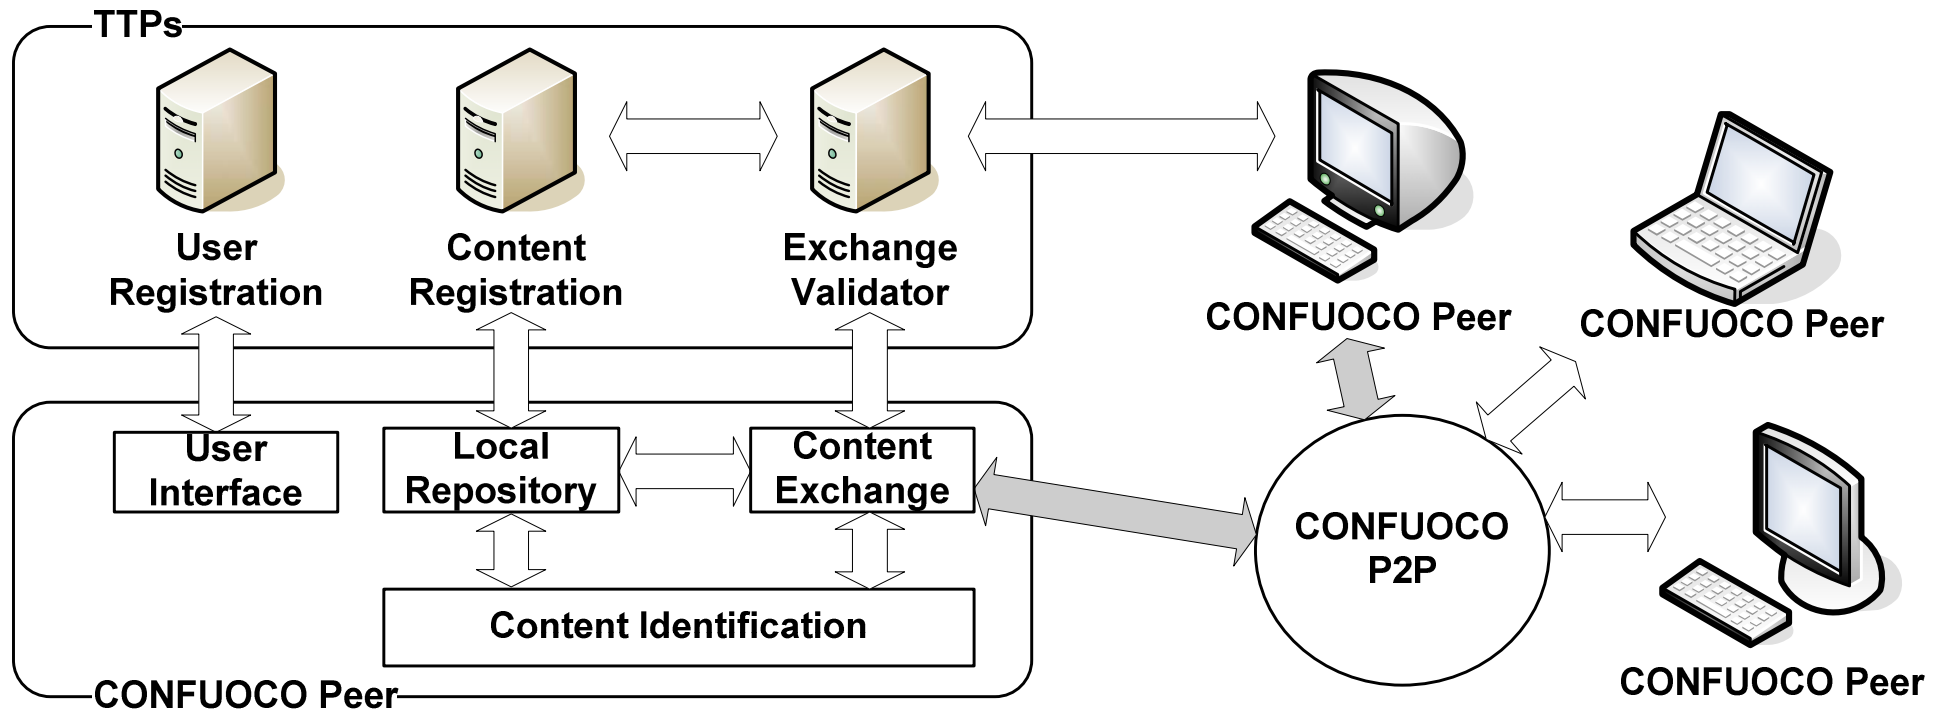 TTPs
User
Registration
Content
Registration
Exchange
Validator
CONFUOCO Peer
CONFUOCO Peer
User
Interface
Local
Repository
Content
Exchange
CONFUOCO
P2P
Content Identification
CONFUOCO Peer
CONFUOCO Peer